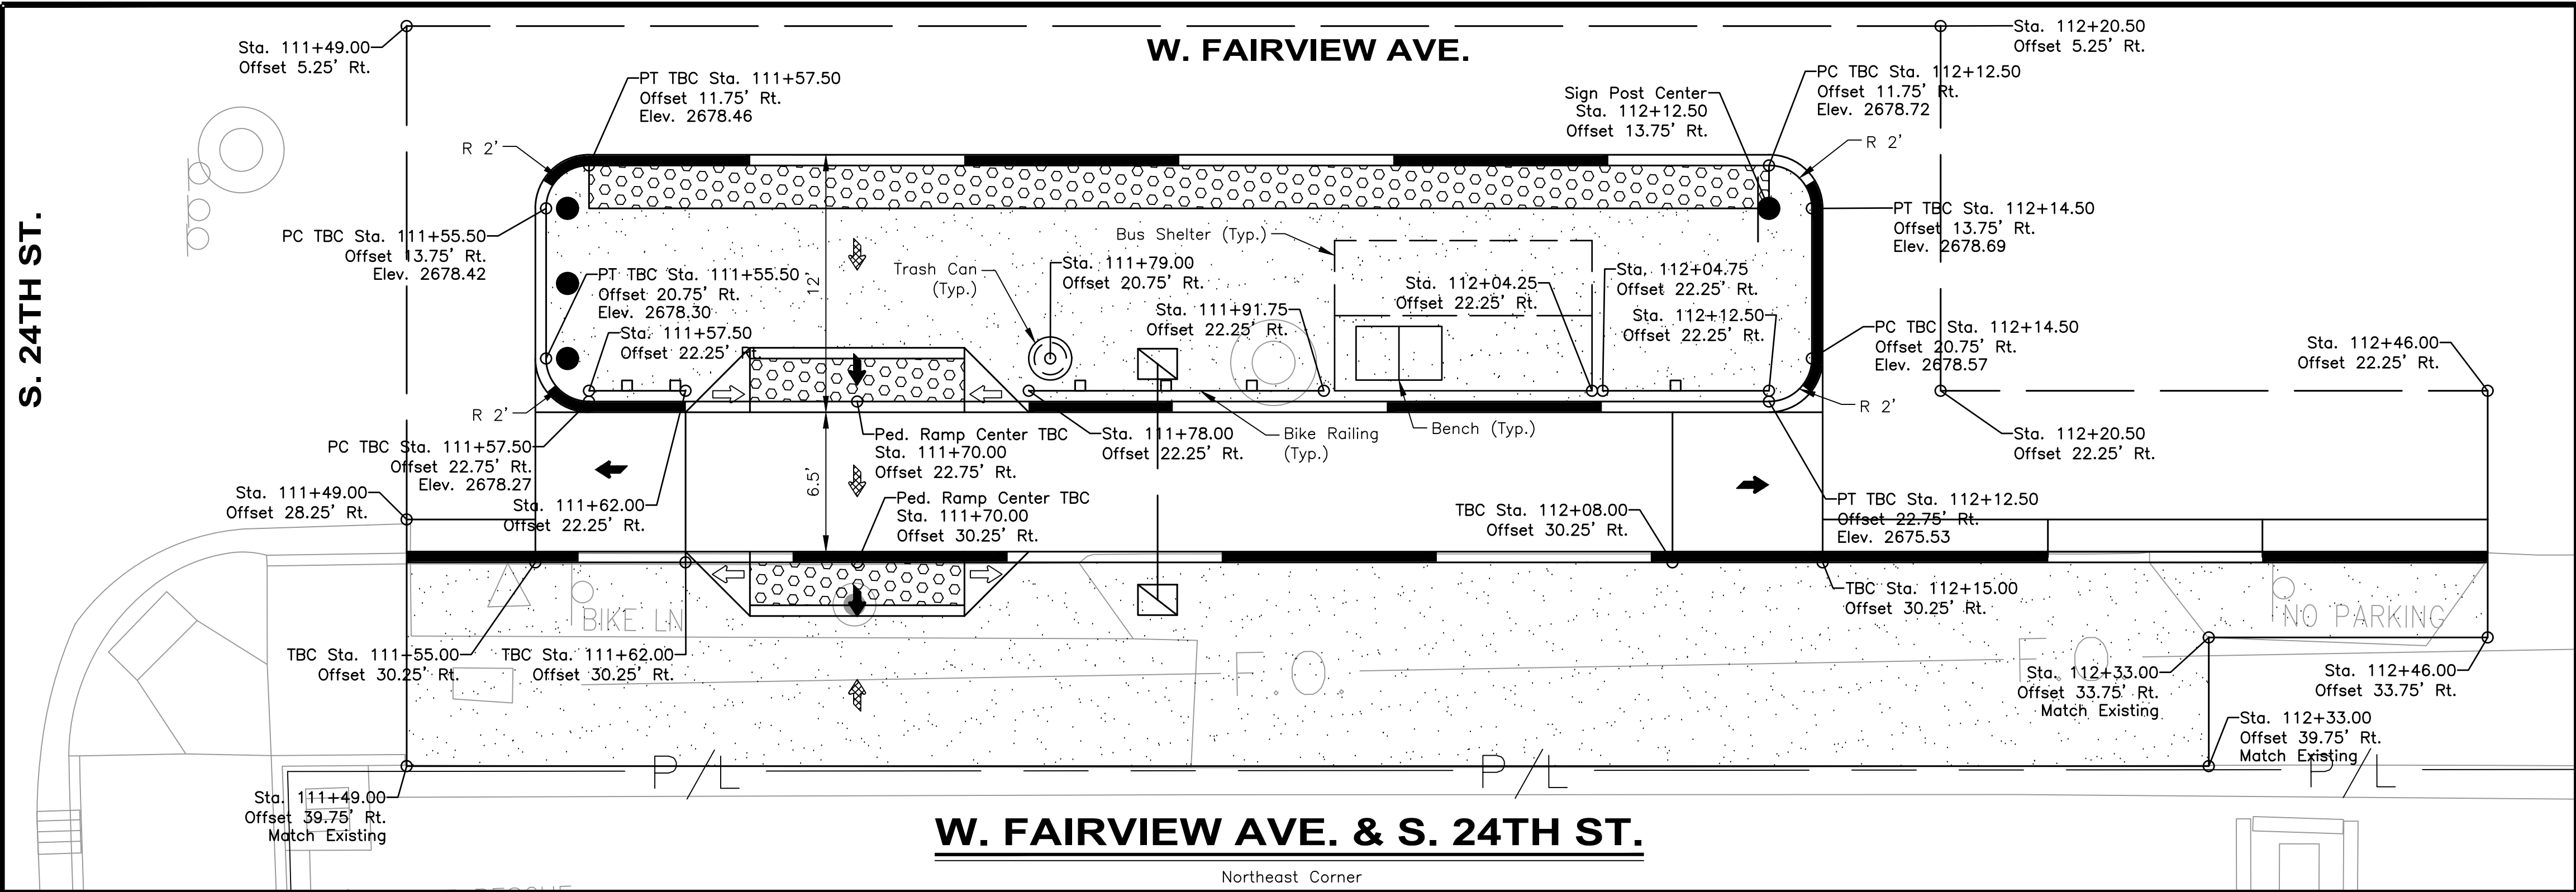 W. FAIRVIEW AVE.
S. 24TH ST.
Sta. 111+49.00
Offset 5.25' Rt.
PT TBC Sta. 111+57.50
Offset 11.75' Rt.
Elev. 2678.46
R 2'
PC TBC Sta. 111+55.50
Offset 13.75' Rt.
Elev. 2678.42
PT TBC Sta. 111+55.50
Offset 20.75' Rt.
Elev. 2678.30
Sta. 111+57.50
Offset 22.25' Rt.
R 2'
PC TBC Sta. 111+57.50
Offset 22.75' Rt.
Elev. 2678.27
Sta. 111+49.00
Offset 28.25' Rt.
Sta. 111+62.00
Offset 22.25' Rt.
12'
6.5'
Trash Can
(Typ.)
Sta. 111+79.00
Offset 20.75' Rt.
Bus Shelter (Typ.)
Sta. 111+91.75
Offset 22.25' Rt.
Sta. 112+04.25
Offset 22.25' Rt.
Sta. 112+04.75
Offset 22.25' Rt.
Sta. 112+12.50
Offset 22.25' Rt.
Sign Post Center
Sta. 112+12.50
Offset 13.75' Rt.
PC TBC Sta. 112+12.50
Offset 11.75' Rt.
Elev. 2678.72
R 2'
Sta. 112+20.50
Offset 5.25' Rt.
PT TBC Sta. 112+14.50
Offset 13.75' Rt.
Elev. 2678.69
PC TBC Sta. 112+14.50
Offset 20.75' Rt.
Elev. 2678.57
R 2'
Sta. 112+46.00
Offset 22.25' Rt.
Sta. 112+20.50
Offset 22.25' Rt.
Ped. Ramp Center TBC
Sta. 111+70.00
Offset 22.75' Rt.
Sta. 111+78.00
Offset 22.25' Rt.
Bike Railing
(Typ.)
Bench (Typ.)
Ped. Ramp Center TBC
Sta. 111+70.00
Offset 30.25' Rt.
TBC Sta. 112+08.00
Offset 30.25' Rt.
PT TBC Sta. 112+12.50
Offset 22.75' Rt.
Elev. 2675.53
TBC Sta. 112+15.00
Offset 30.25' Rt.
BIKE LN
NO PARKING
TBC Sta. 111+55.00
Offset 30.25' Rt.
TBC Sta. 111+62.00
Offset 30.25' Rt.
F.O.
F.O.
Sta. 112+33.00
Offset 33.75' Rt.
Match Existing
Sta. 112+46.00
Offset 33.75' Rt.
Sta. 112+33.00
Offset 39.75' Rt.
Match Existing
P/L
P/L
P/L
Sta. 111+49.00
Offset 39.75' Rt.
Match Existing
W. FAIRVIEW AVE. & S. 24TH ST.
Northeast Corner